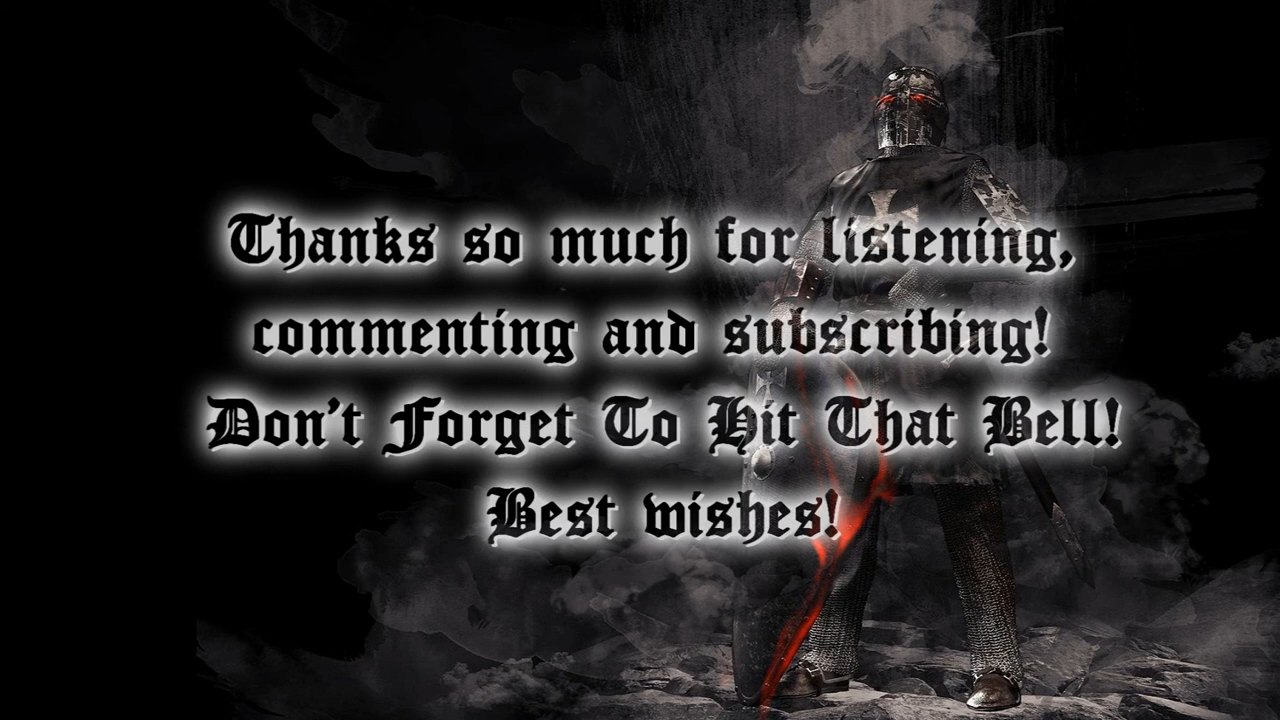 Thanks so much for listening,
commenting and subscribing!
Don't Forget To Hit That Bell!
Best wishes!